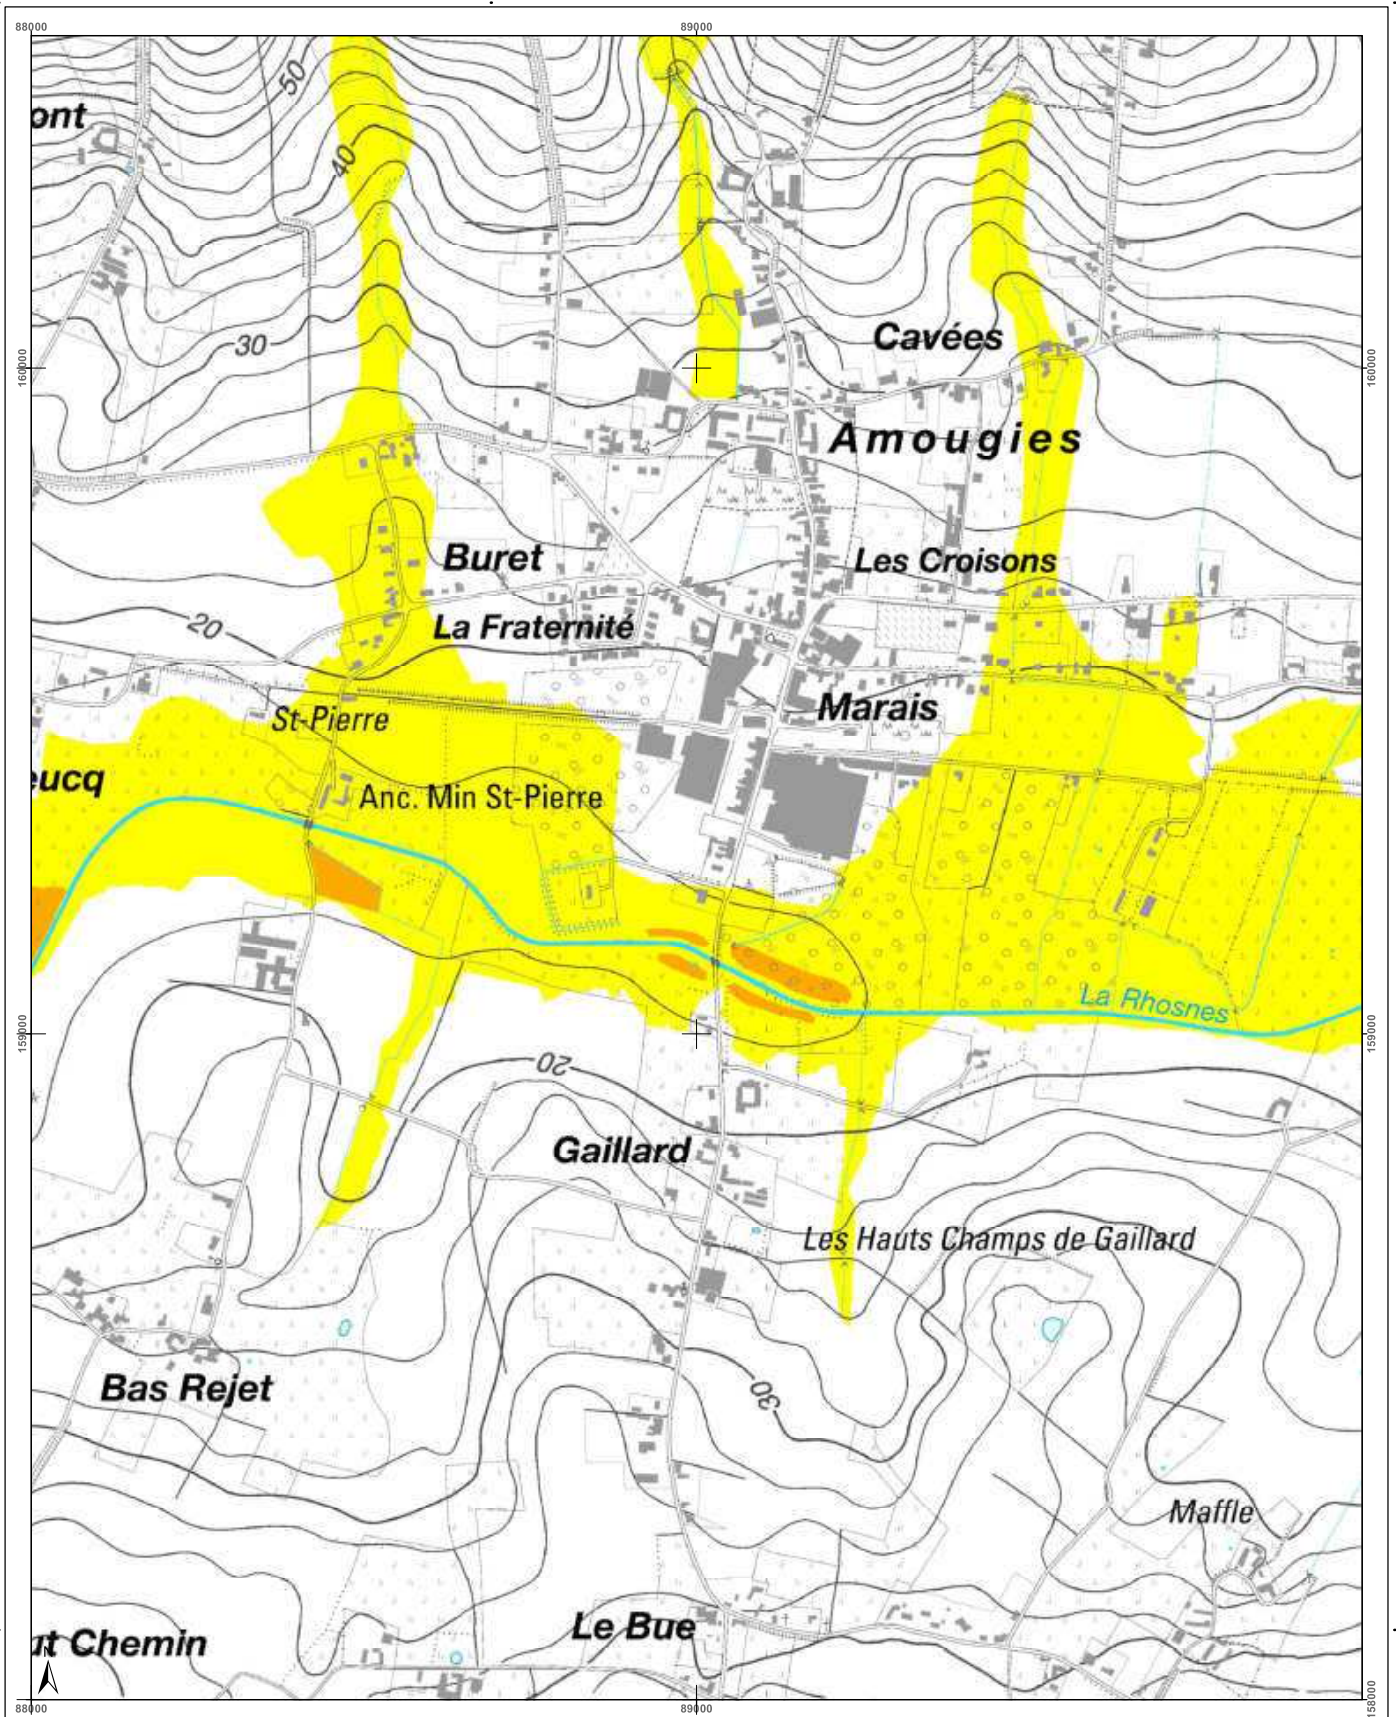 88000
89000
50
ont
40
30
Cavées
160000
160000
Amougies
Buret
Les Croisons
20
La Fraternité
Marais
St-Pierre
eucq
Anc. Min St-Pierre
La Rhosnes
159000
159000
20
Gaillard
Les Hauts Champs de Gaillard
Bas Rejet
30
Maffle
Le Bue
ut Chemin
88000
89000
158000